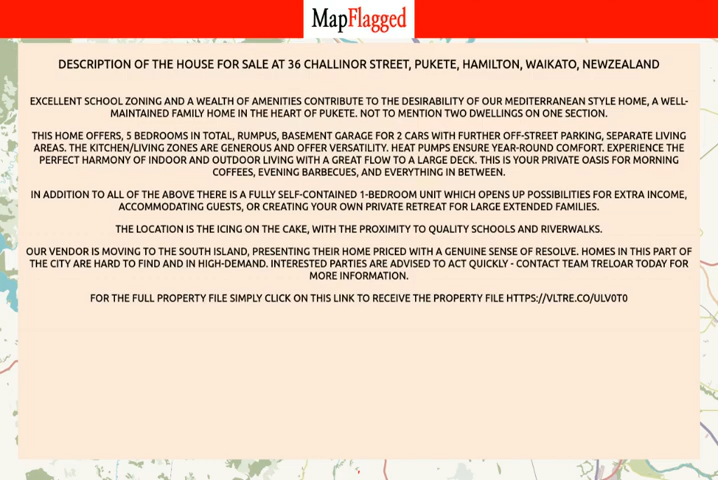 MapFlagged
DESCRIPTION OF THE HOUSE FOR SALE AT 36 CHALLINOR STREET, PUKETE, HAMILTON, WAIKATO, NEWZEALAND
EXCELLENT SCHOOL ZONING AND A WEALTH OF AMENITIES CONTRIBUTE TO THE DESIRABILITY OF OUR MEDITERRANEAN STYLE HOME, A WELL-
MAINTAINED FAMILY HOME IN THE HEART OF PUKETE. NOT TO MENTION TWO DWELLINGS ON ONE SECTION.
THIS HOME OFFERS, 5 BEDROOMS IN TOTAL, RUMPUS, BASEMENT GARAGE FOR 2 CARS WITH FURTHER OFF-STREET PARKING, SEPARATE LIVING
AREAS. THE KITCHEN/LIVING ZONES ARE GENEROUS AND OFFER VERSATILITY. HEAT PUMPS ENSURE YEAR-ROUND COMFORT. EXPERIENCE THE
PERFECT HARMONY OF INDOOR AND OUTDOOR LIVING WITH A GREAT FLOW TO A LARGE DECK. THIS IS YOUR PRIVATE OASIS FOR MORNING
COFFEES, EVENING BARBECUES, AND EVERYTHING IN BETWEEN.
IN ADDITION TO ALL OF THE ABOVE THERE IS A FULLY SELF-CONTAINED 1-BEDROOM UNIT WHICH OPENS UP POSSIBILITIES FOR EXTRA INCOME,
ACCOMMODATING GUESTS, OR CREATING YOUR OWN PRIVATE RETREAT FOR LARGE EXTENDED FAMILIES.
THE LOCATION IS THE ICING ON THE CAKE, WITH THE PROXIMITY TO QUALITY SCHOOLS AND RIVERWALKS.
OUR VENDOR IS MOVING TO THE SOUTH ISLAND, PRESENTING THEIR HOME PRICED WITH A GENUINE SENSE OF RESOLVE. HOMES IN THIS PART OF
THE CITY ARE HARD TO FIND AND IN HIGH-DEMAND. INTERESTED PARTIES ARE ADVISED TO ACT QUICKLY - CONTACT TEAM TRELOAR TODAY FOR
MORE INFORMATION.
FOR THE FULL PROPERTY FILE SIMPLY CLICK ON THIS LINK TO RECEIVE THE PROPERTY FILE HTTPS://VLTRE.CO/ULV0T0